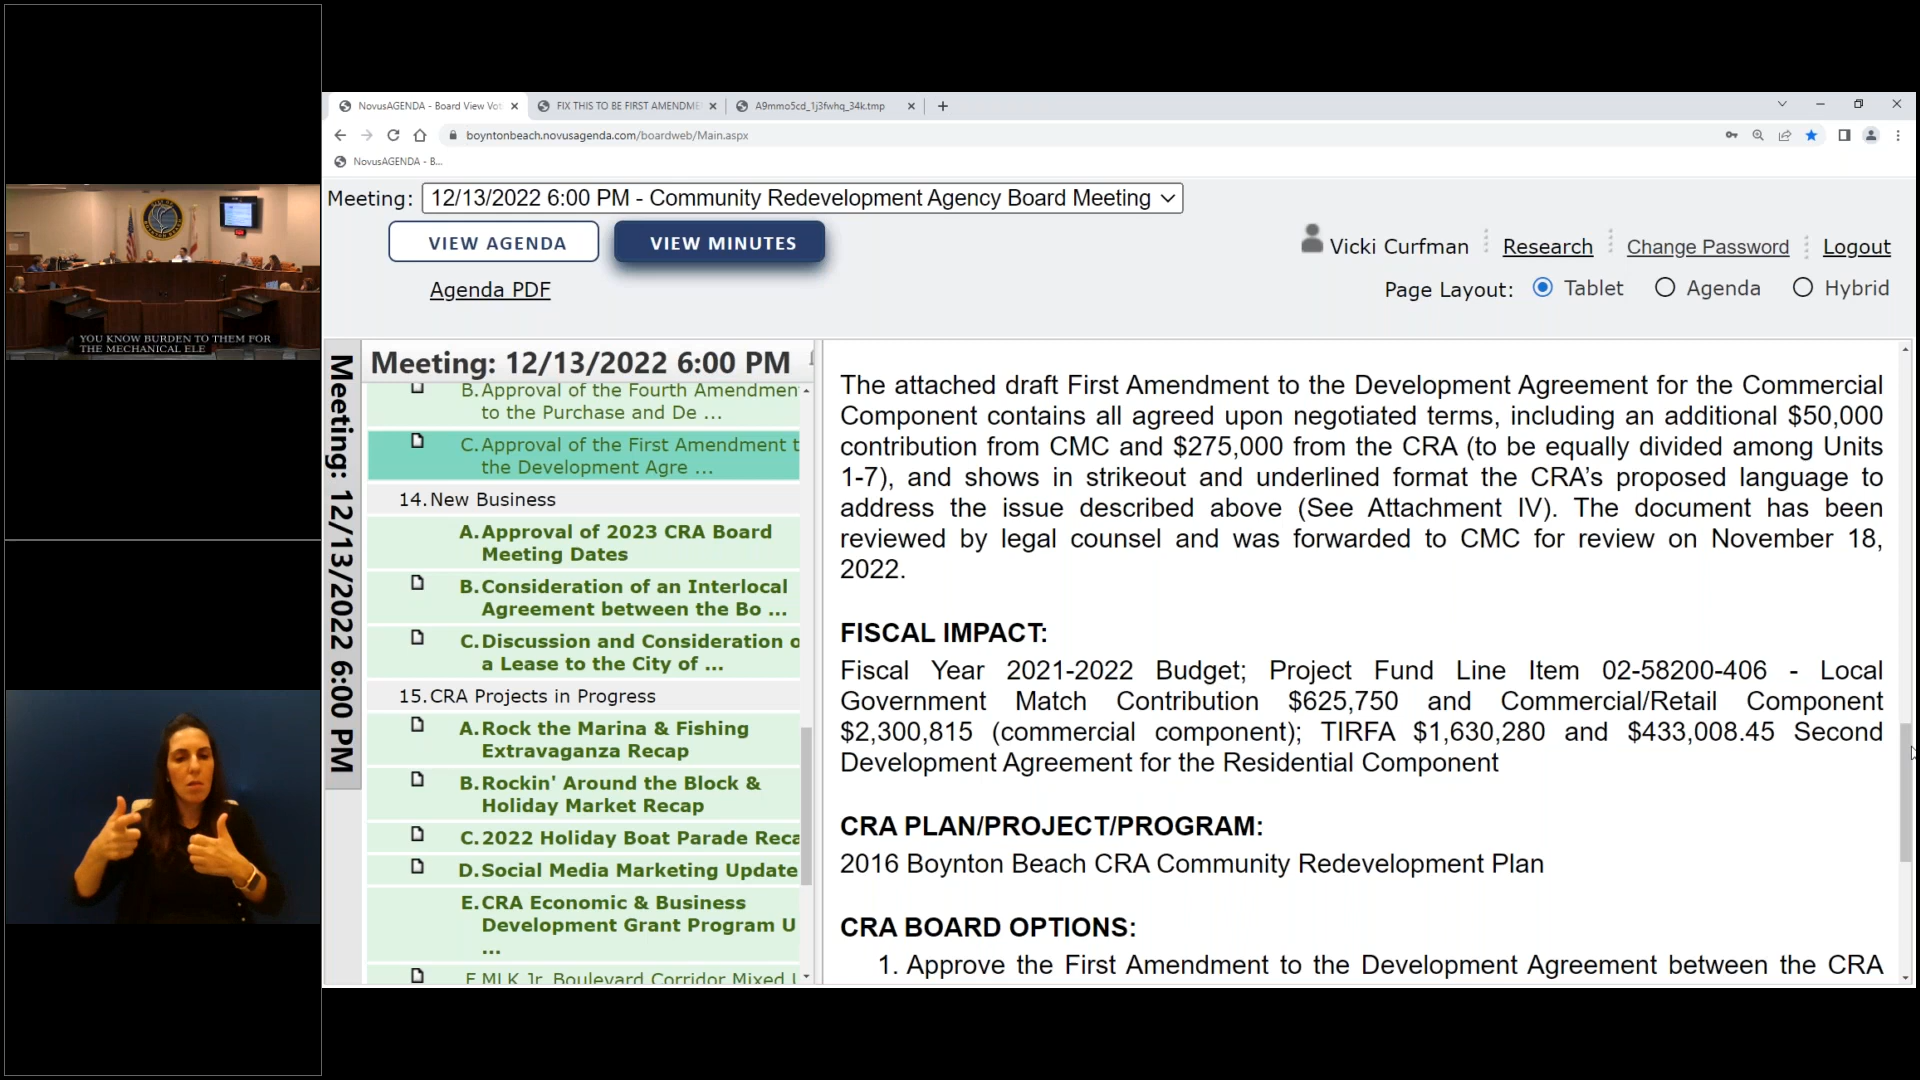 NovusAGENDA - Board View Vot
FIX THIS TO BE FIRST AMENDME
A9mmo5cd_1j3fwhq_34k.tmp
boyntonbeach.novusagenda.com/boardweb/Main.aspx
NovusAGENDA - B...
Meeting: 12/13/2022 6:00 PM - Community Redevelopment Agency Board Meeting
VIEW AGENDA
VIEW MINUTES
Vicki Curfman
Research
Change Password
Logout
Agenda PDF
Page Layout: Tablet Agenda Hybrid
YOU KNOW BURDEN TO THEM FOR
THE MECHANICAL ELE
Meeting: 12/13/2022 6:00 PM
Meeting: 12/13/2022 6:00 PM
B. Approval of the Fourth Amendmen
to the Purchase and De ...
C. Approval of the First Amendment t
the Development Agre ...
14. New Business
A. Approval of 2023 CRA Board
Meeting Dates
B. Consideration of an Interlocal
Agreement between the Bo ...
C. Discussion and Consideration o
a Lease to the City of ...
15. CRA Projects in Progress
A. Rock the Marina & Fishing
Extravaganza Recap
B. Rockin' Around the Block &
Holiday Market Recap
C. 2022 Holiday Boat Parade Reca
D. Social Media Marketing Update
E. CRA Economic & Business
Development Grant Program U
...
F. MLK Jr. Boulevard Corridor Mixed U
The attached draft First Amendment to the Development Agreement for the Commercial
Component contains all agreed upon negotiated terms, including an additional $50,000
contribution from CMC and $275,000 from the CRA (to be equally divided among Units
1-7), and shows in strikeout and underlined format the CRA's proposed language to
address the issue described above (See Attachment IV). The document has been
reviewed by legal counsel and was forwarded to CMC for review on November 18,
2022.
FISCAL IMPACT:
Fiscal Year 2021-2022 Budget; Project Fund Line Item 02-58200-406 - Local
Government Match Contribution $625,750 and Commercial/Retail Component
$2,300,815 (commercial component); TIRFA $1,630,280 and $433,008.45 Second
Development Agreement for the Residential Component
CRA PLAN/PROJECT/PROGRAM:
2016 Boynton Beach CRA Community Redevelopment Plan
CRA BOARD OPTIONS:
1. Approve the First Amendment to the Development Agreement between the CRA